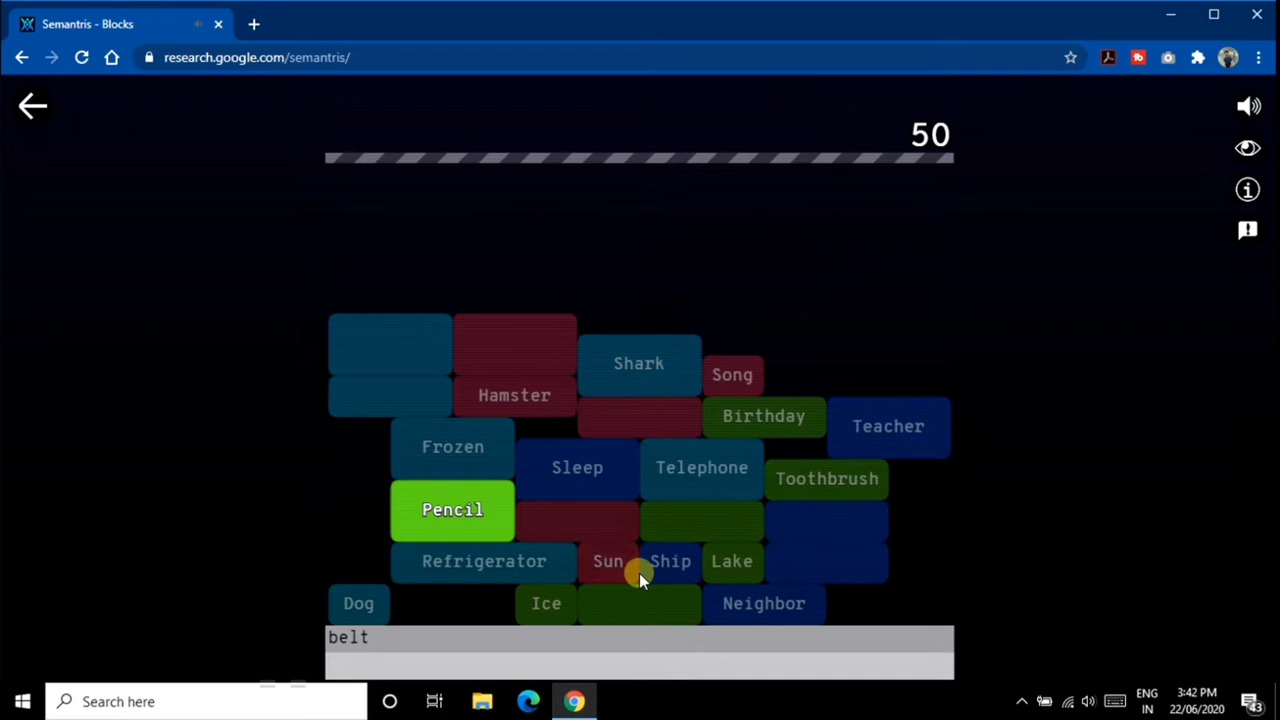 Semantris - Blocks
research.google.com/semantris/
50
Shark
Song
Hamster
Birthday
Teacher
Frozen
Sleep
Telephone
Toothbrush
Pencil
Refrigerator
Sun
Ship
Lake
Dog
Ice
Neighbor
belt
Search here
ENG
IN
3:42 PM
22/06/2020
43